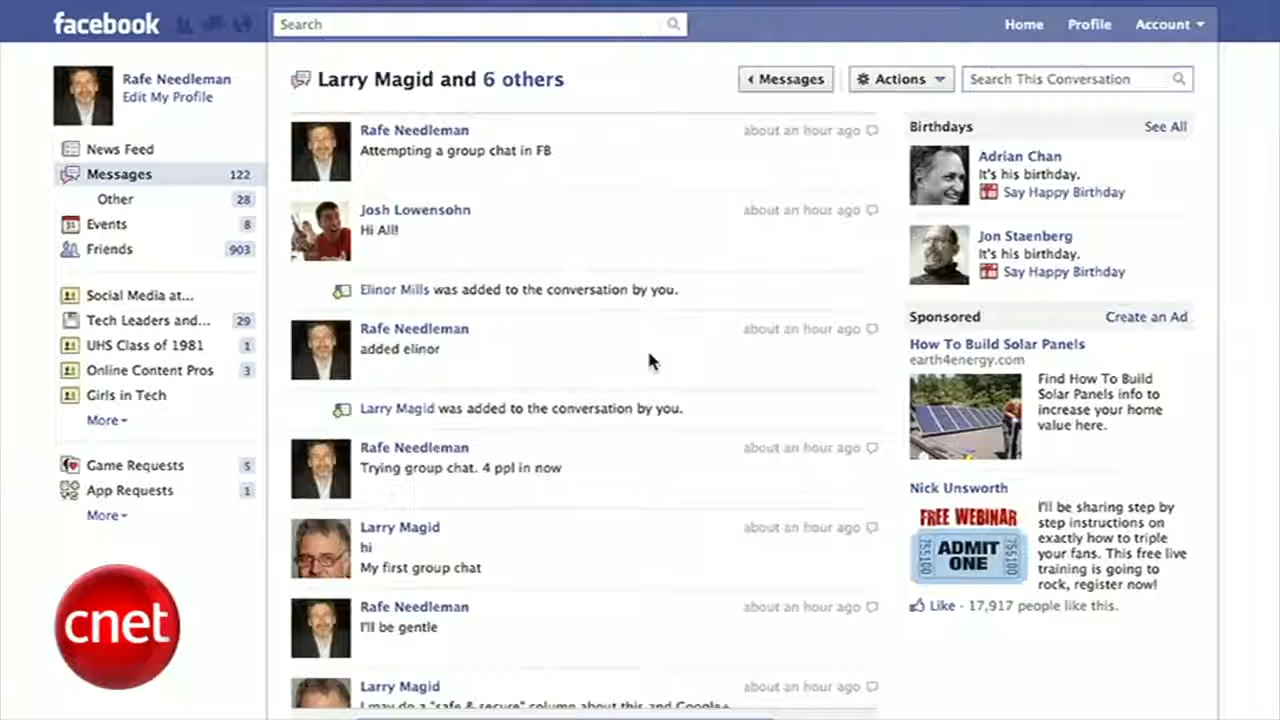 facebook
Search
Home
Profile
Account
Rafe Needleman
Edit My Profile
News Feed
Messages 122
Other 28
Events 8
Friends 903
Social Media at...
Tech Leaders and... 29
UHS Class of 1981 1
Online Content Pros 3
Girls in Tech
More
Game Requests 5
App Requests 1
More
cnet
Larry Magid and 6 others
Messages
Actions
Search This Conversation
Rafe Needleman about an hour ago
Attempting a group chat in FB
Josh Lowensohn about an hour ago
Hi All!
Elinor Mills was added to the conversation by you.
Rafe Needleman about an hour ago
added elinor
Larry Magid was added to the conversation by you.
Rafe Needleman about an hour ago
Trying group chat. 4 ppl in now
Larry Magid about an hour ago
hi
My first group chat
Rafe Needleman about an hour ago
I'll be gentle
Larry Magid about an hour ago
I may do a "safe & secure" column about this and Google+
Birthdays See All
Adrian Chan
It's his birthday.
Say Happy Birthday
Jon Staenberg
It's his birthday.
Say Happy Birthday
Sponsored Create an Ad
How To Build Solar Panels
earth4energy.com
Find How To Build
Solar Panels info to
increase your home
value here.
Nick Unsworth
FREE WEBINAR
ADMIT
ONE
755100
755100
I'll be sharing step by
step instructions on
exactly how to triple
your fans. This free live
training is going to
rock, register now!
Like · 17,917 people like this.